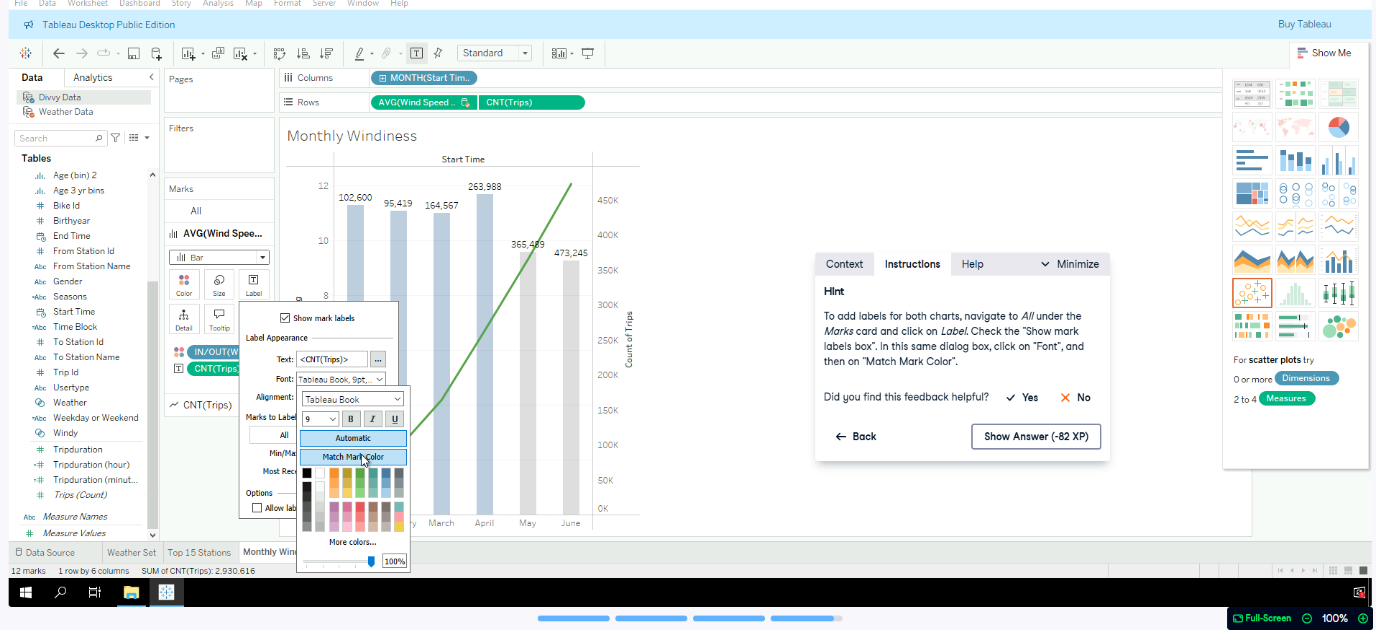 File Data Worksheet Dashboard Story Analysis Map Format Server Window Help
Tableau Desktop Public Edition
Buy Tableau
Standard
Show Me
Data
Analytics
Divvy Data
Weather Data
Search
Tables
Age (bin) 2
Age 3 yr bins
# Bike Id
# Birthyear
End Time
# From Station Id
Abc From Station Name
Abc Gender
Abc Seasons
# Start Time
Abc Time Block
# To Station Id
Abc To Station Name
# Trip Id
Abc Usertype
Weather
Abc Weekday or Weekend
Windy
# Tripduration
# Tripduration (hour)
# Tripduration (minut...
# Trips (Count)
Abc Measure Names
# Measure Values
Pages
Filters
Marks
All
AVG(Wind Spee...
Bar
Color
Size
Label
Detail
Tooltip
IN/OUT(W
CNT(Trips)
CNT(Trips)
Columns
MONTH(Start Tim..
Rows
AVG(Wind Speed ..
CNT(Trips)
Monthly Windiness
Start Time
12
10
8
102,600
95,419
164,567
263,988
365,489
473,245
450K
400K
350K
300K
250K
200K
150K
100K
50K
0K
Count of Trips
March
April
May
June
Show mark labels
Label Appearance
Text:
<CNT(Trips)>
...
Font:
Tableau Book, 9pt,...
Alignment:
Marks to Label
All
Min/Ma
Most Rec
Options
Allow lab
Tableau Book
9
B
I
U
Automatic
Match Mark Color
More colors...
100%
Context
Instructions
Help
Minimize
Hint
To add labels for both charts, navigate to All under the
Marks card and click on Label. Check the "Show mark
labels box". In this same dialog box, click on "Font", and
then on "Match Mark Color".
Did you find this feedback helpful?
Yes
No
Back
Show Answer (-82 XP)
For scatter plots try
0 or more Dimensions
2 to 4 Measures
Data Source
Weather Set
Top 15 Stations
Monthly Win
12 marks
1 row by 6 columns
SUM of CNT(Trips): 2,930,616
Full-Screen
100%